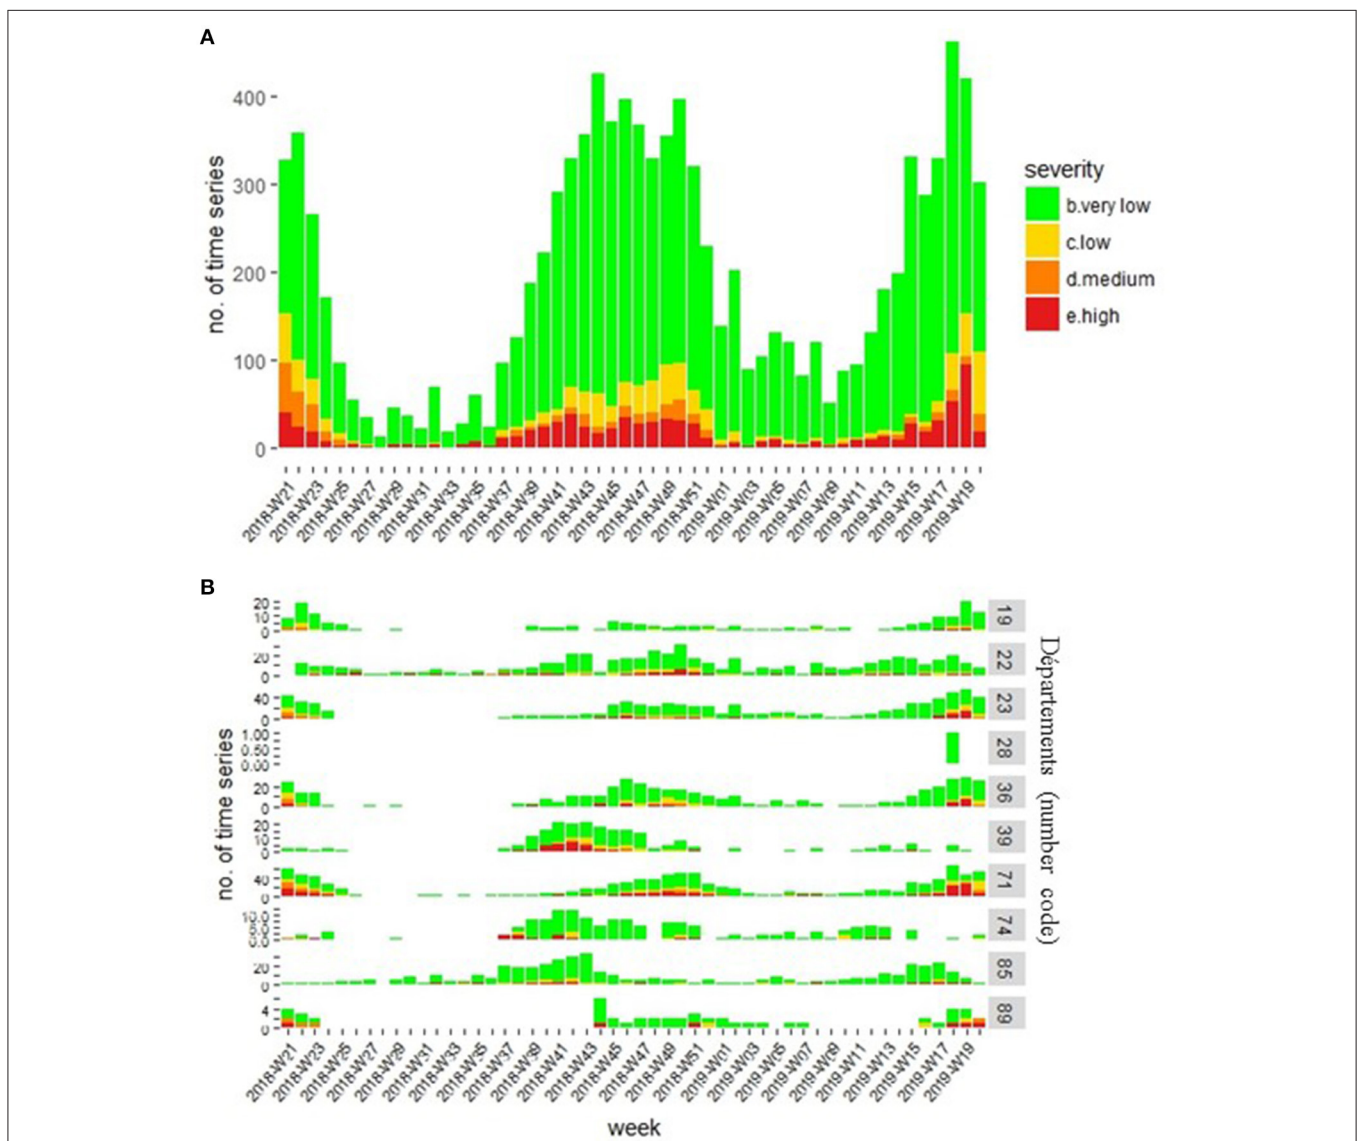 A
400
300
200
100
0
no. of time series
2018-W21
2018-W23
2018-W25
2018-W27
2018-W29
2018-W31
2018-W33
2018-W35
2018-W37
2018-W39
2018-W41
2018-W43
2018-W45
2018-W47
2018-W49
2018-W51
2019-W01
2019-W03
2019-W05
2019-W07
2019-W09
2019-W11
2019-W13
2019-W15
2019-W17
2019-W19
severity
b.very low
c.low
d.medium
e.high
B
no. of time series
20
10
0
19
20
0
22
40
0
23
1.00
0.50
0.00
28
20
0
36
20
10
0
39
40
0
71
10.0
5.0
0.0
74
20
0
85
4
0
89
Départements (number code)
2018-W21
2018-W23
2018-W25
2018-W27
2018-W29
2018-W31
2018-W33
2018-W35
2018-W37
2018-W39
2018-W41
2018-W43
2018-W45
2018-W47
2018-W49
2018-W51
2019-W01
2019-W03
2019-W05
2019-W07
2019-W09
2019-W11
2019-W13
2019-W15
2019-W17
2019-W19
week